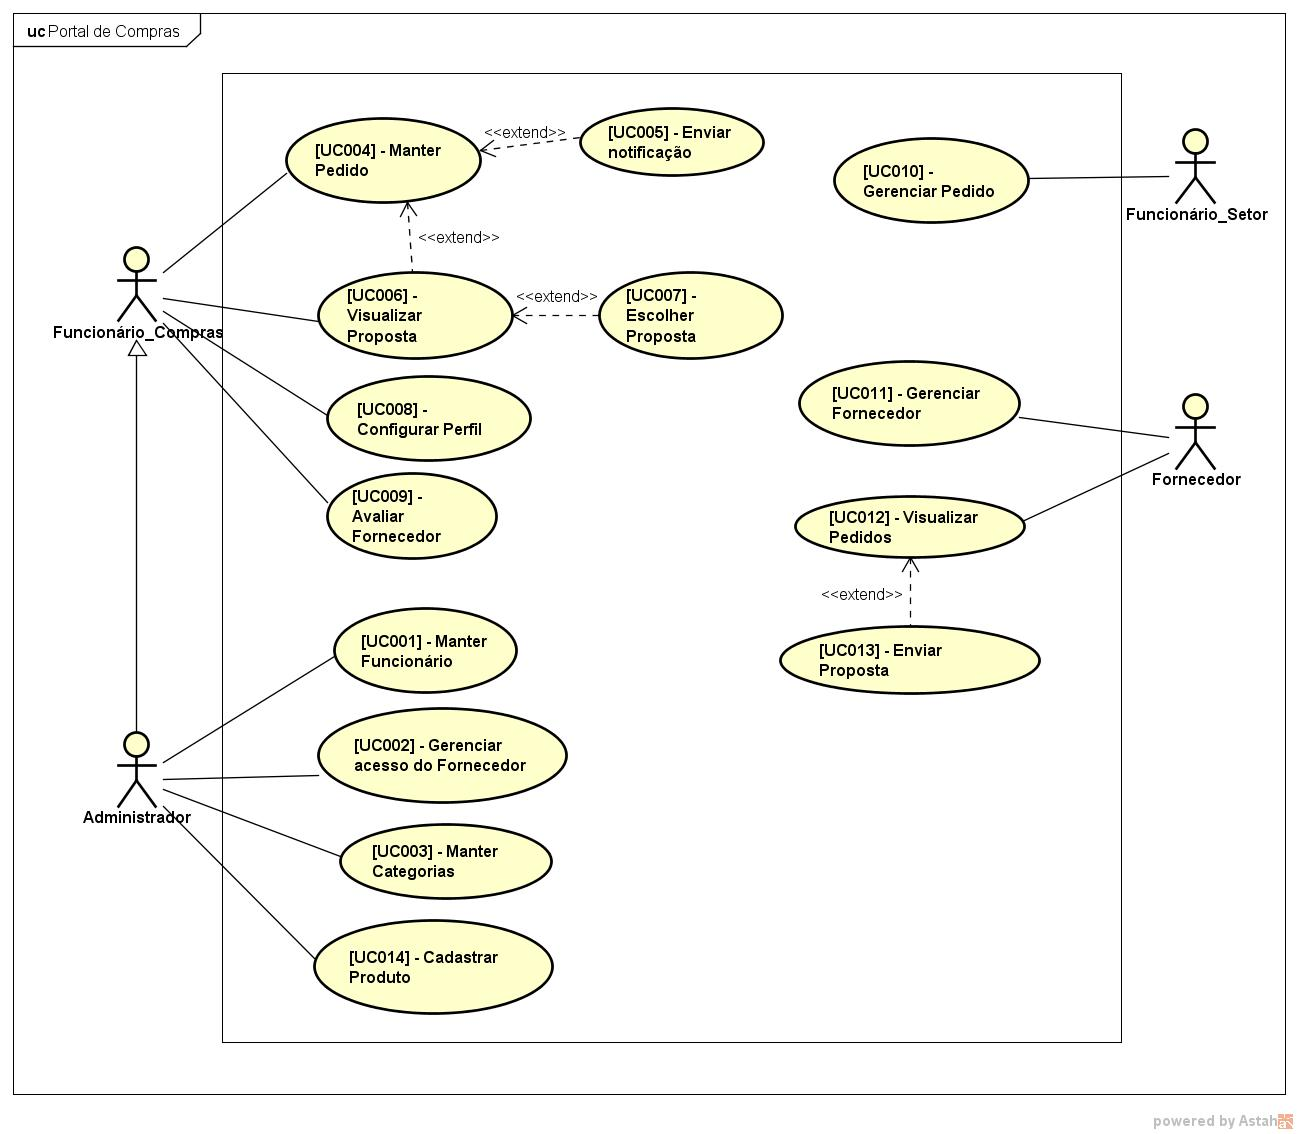 uc Portal de Compras
[UC004] - Manter
Pedido
<<extend>>
[UC005] - Enviar
notificação
[UC010] -
Gerenciar Pedido
Funcionário_Setor
<<extend>>
Funcionário_Compras
[UC006] -
Visualizar
Proposta
<<extend>>
[UC007] -
Escolher
Proposta
[UC008] -
Configurar Perfil
[UC011] - Gerenciar
Fornecedor
Fornecedor
[UC009] -
Avaliar
Fornecedor
[UC012] - Visualizar
Pedidos
<<extend>>
[UC013] - Enviar
Proposta
[UC001] - Manter
Funcionário
[UC002] - Gerenciar
acesso do Fornecedor
Administrador
[UC003] - Manter
Categorias
[UC014] - Cadastrar
Produto
powered by Astah